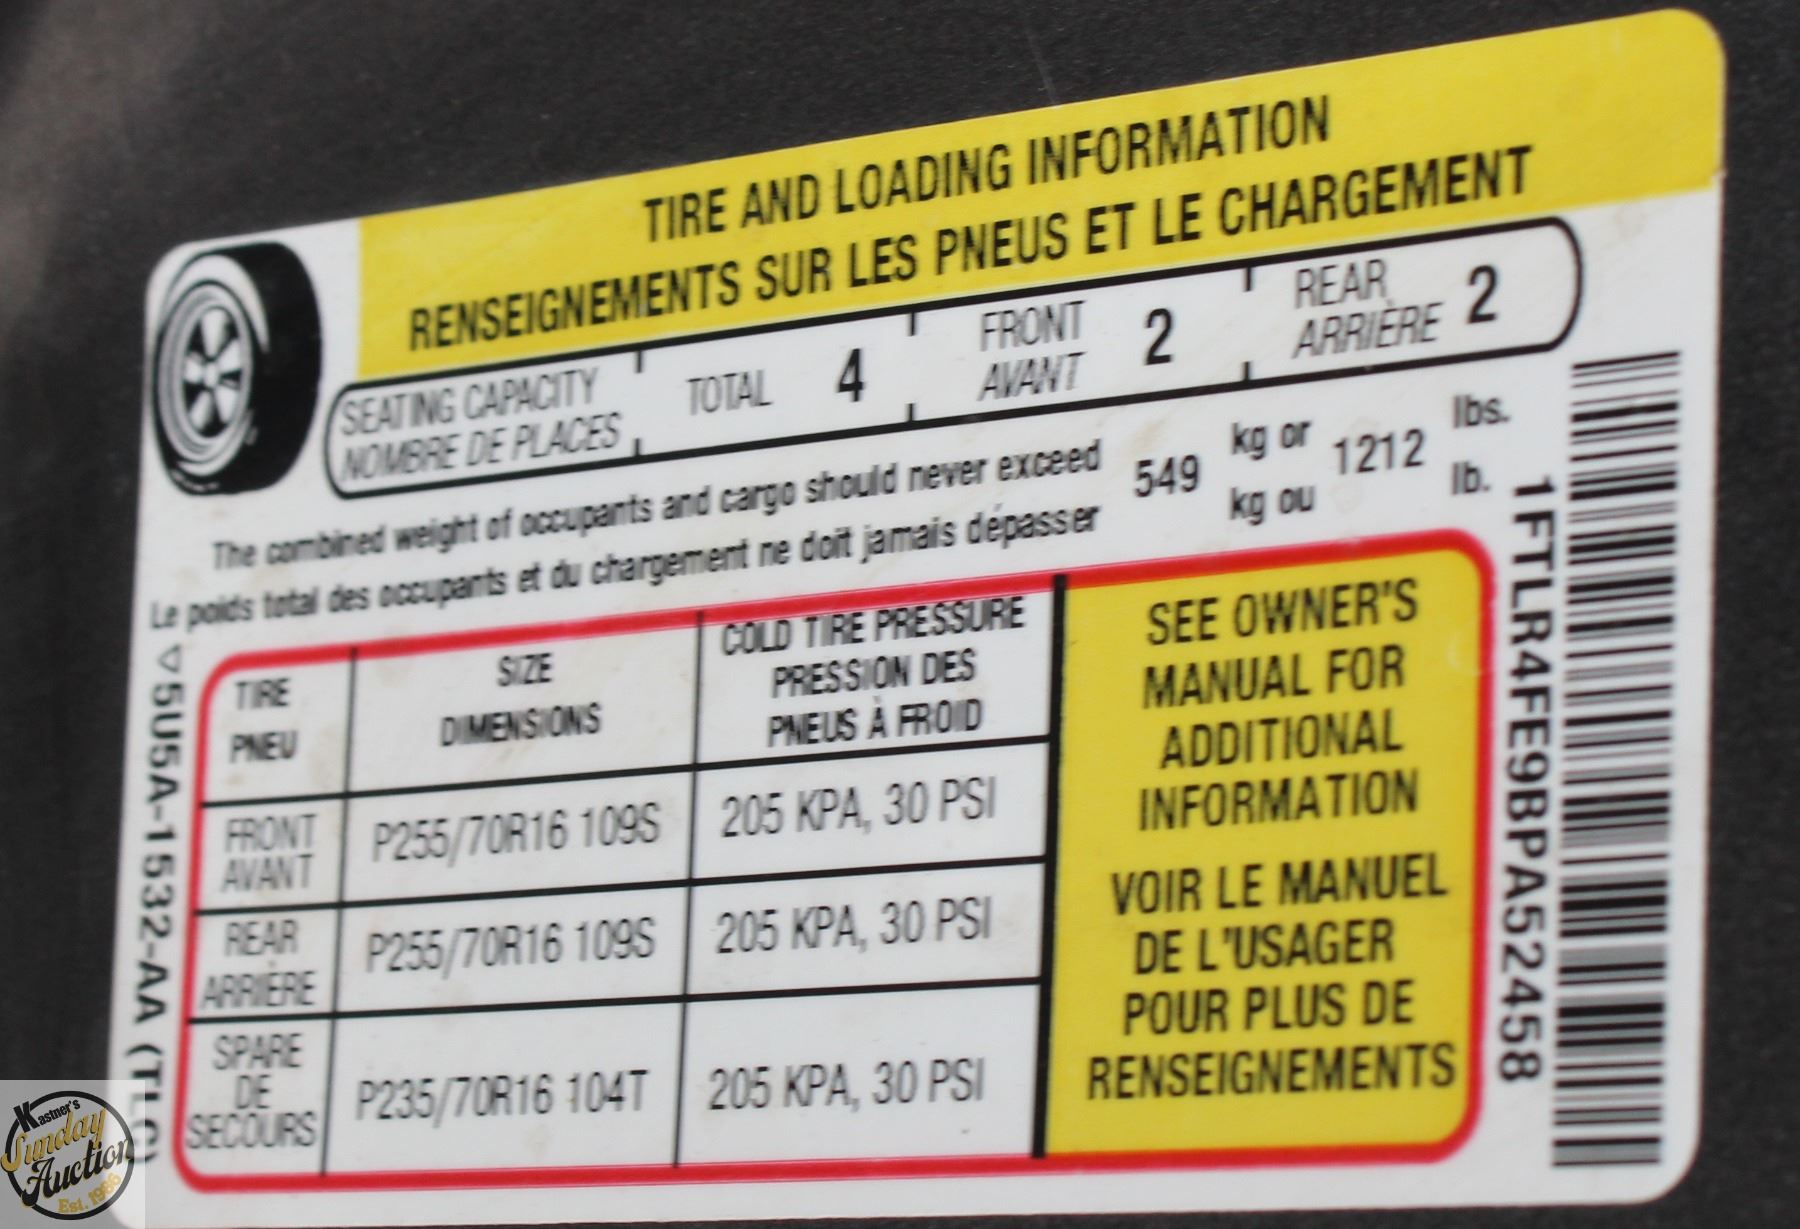 TIRE AND LOADING INFORMATION
RENSEIGNEMENTS SUR LES PNEUS ET LE CHARGEMENT
SEATING CAPACITY
NOMBRE DE PLACES
TOTAL 4
FRONT
AVANT
2
REAR
ARRIÈRE
2
The combined weight of occupants and cargo should never exceed 549 kg or 1212 lbs.
Le poids total des occupants et du chargement ne doit jamais dépasser kg ou lb.
TIRE
PNEU
SIZE
DIMENSIONS
COLD TIRE PRESSURE
PRESSION DES
PNEUS À FROID
FRONT
AVANT
P255/70R16 109S
205 KPA, 30 PSI
REAR
ARRIÈRE
P255/70R16 109S
205 KPA, 30 PSI
SPARE
DE
SECOURS
P235/70R16 104T
205 KPA, 30 PSI
SEE OWNER'S
MANUAL FOR
ADDITIONAL
INFORMATION
VOIR LE MANUEL
DE L'USAGER
POUR PLUS DE
RENSEIGNEMENTS
1FTLR4FE9BPA52458
5U5A-1532-AA
Kastner's
Sunday
Auction
Est. 1986